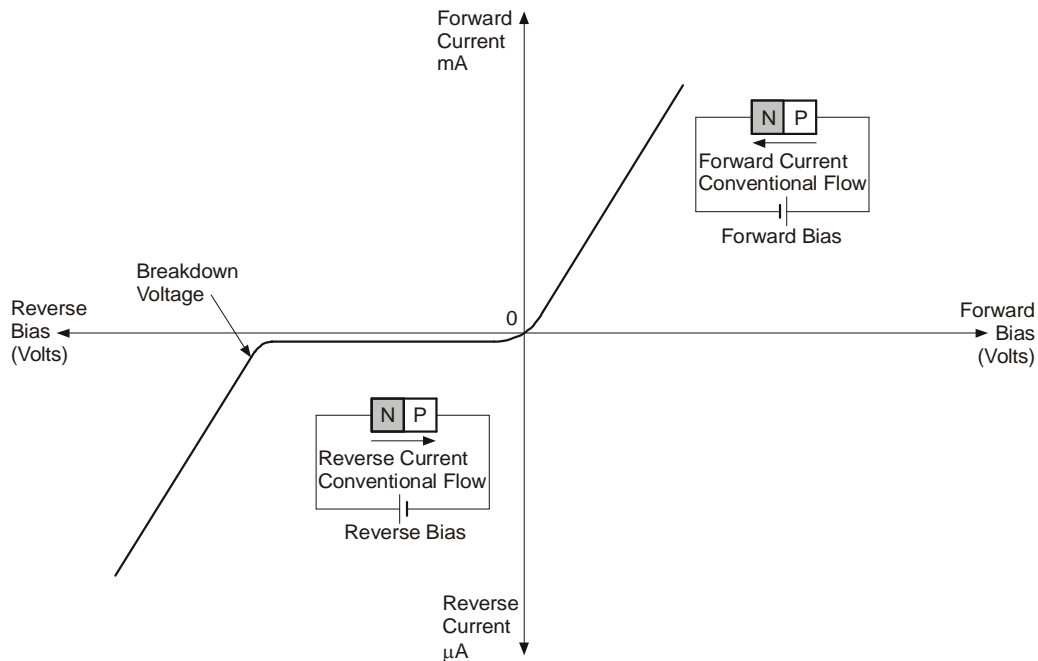 Forward
Current
mA
N P
Forward Current
Conventional Flow
Forward Bias
Breakdown
Voltage
Reverse
Bias
(Volts)
0
Forward
Bias
(Volts)
N P
Reverse Current
Conventional Flow
Reverse Bias
Reverse
Current
μA